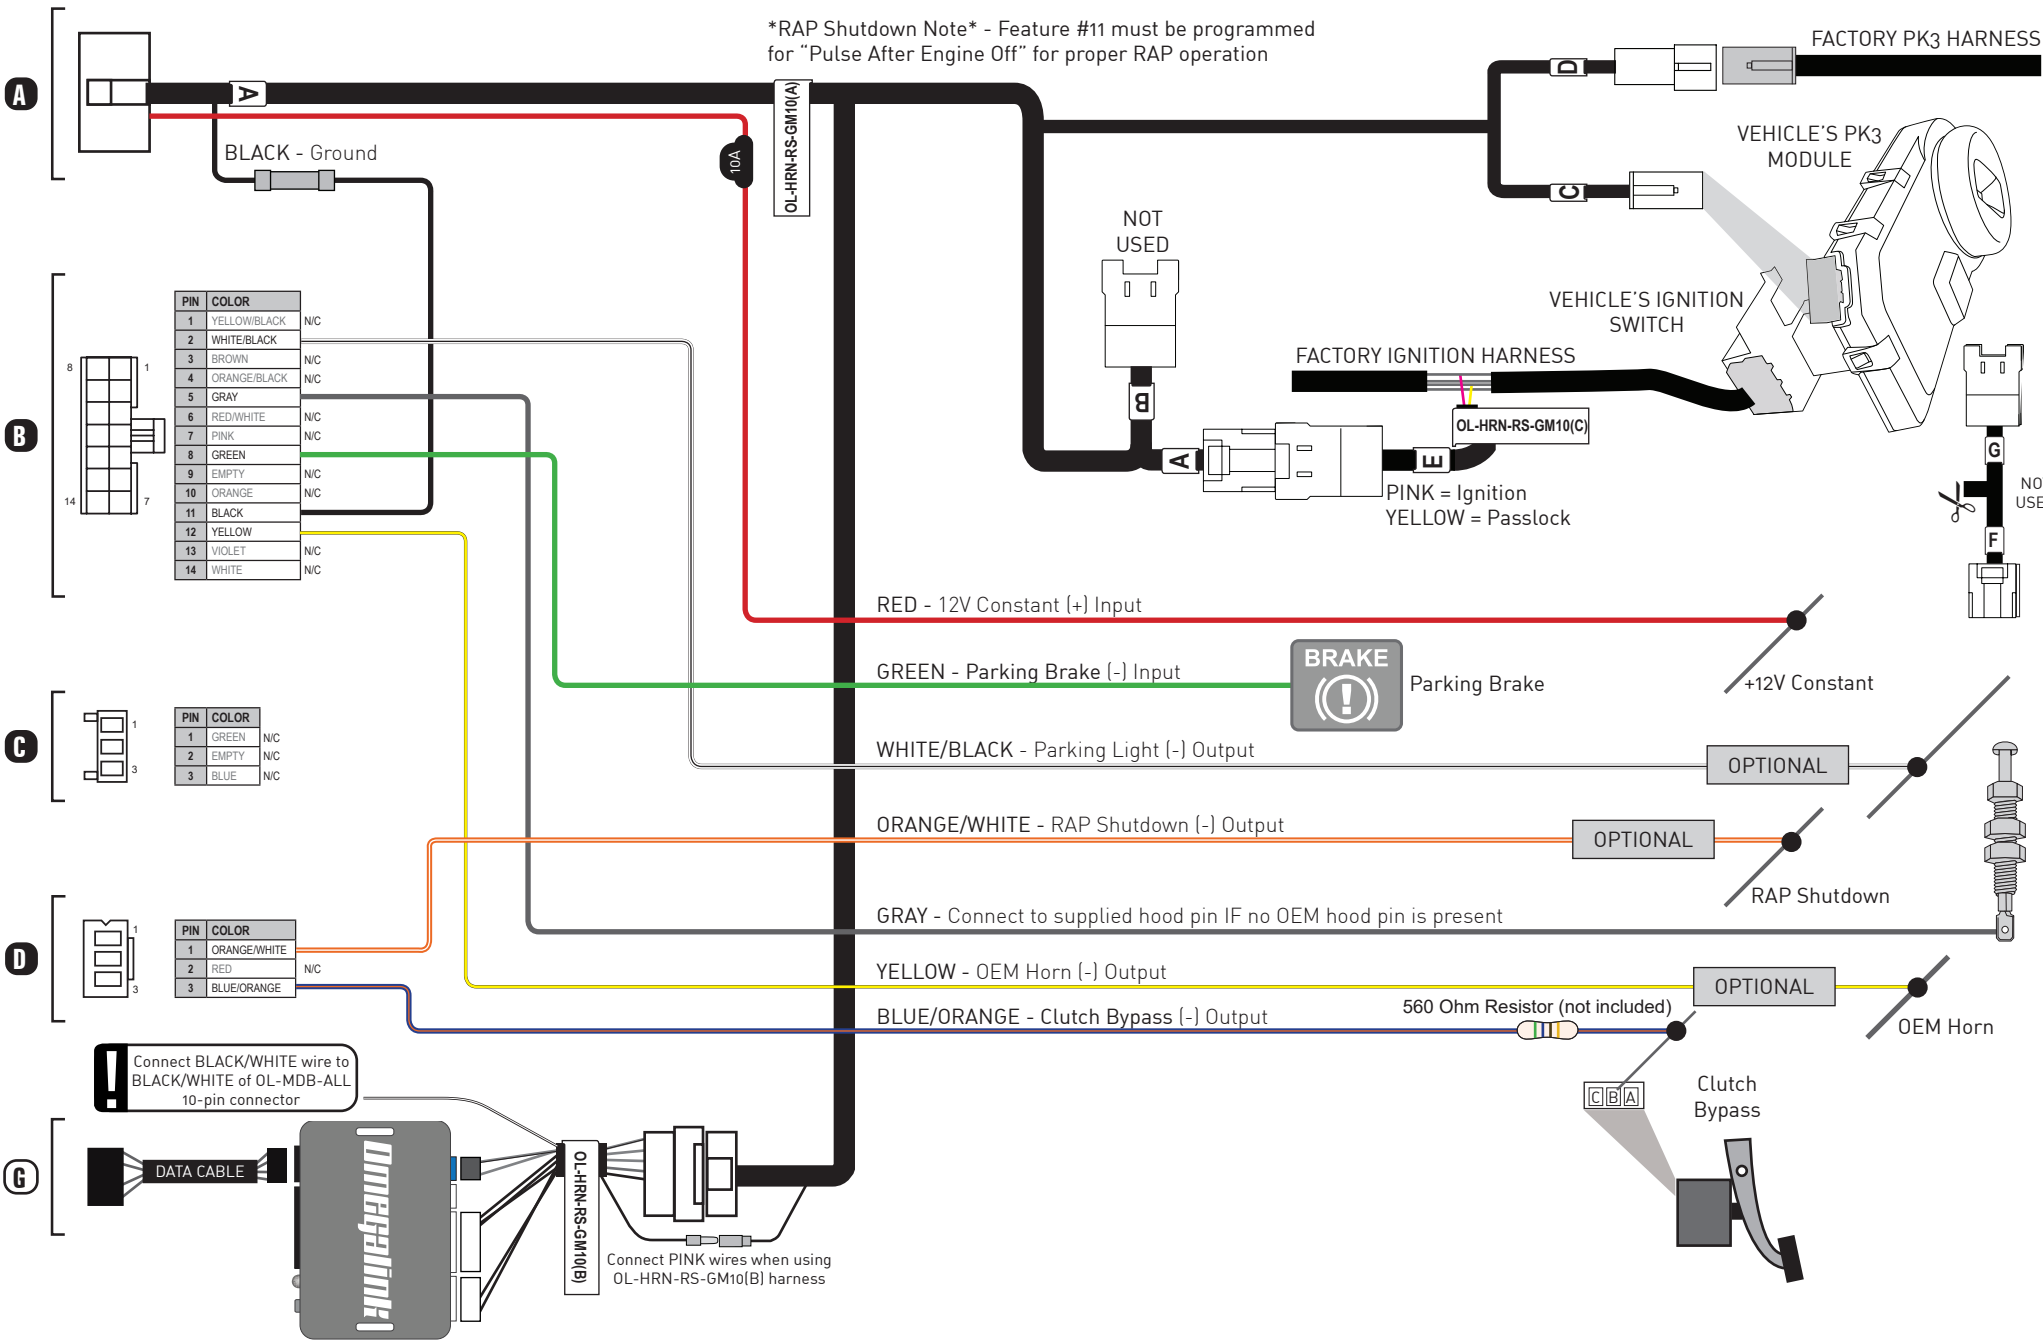 *RAP Shutdown Note* - Feature #11 must be programmed
for “Pulse After Engine Off” for proper RAP operation
FACTORY PK3 HARNESS
A
A
D
OL-HRN-RS-GM10(A)
BLACK - Ground
10A
VEHICLE'S PK3
MODULE
C
NOT
USED
B
PIN COLOR
1 YELLOW/BLACK N/C
2 WHITE/BLACK
3 BROWN N/C
4 ORANGE/BLACK N/C
5 GRAY
6 RED/WHITE N/C
7 PINK N/C
8 GREEN
9 EMPTY N/C
10 ORANGE N/C
11 BLACK
12 YELLOW
13 VIOLET N/C
14 WHITE N/C
8
1
14
7
VEHICLE'S IGNITION
SWITCH
FACTORY IGNITION HARNESS
B
OL-HRN-RS-GM10(C)
A
E
PINK = Ignition
YELLOW = Passlock
G
NO
USE
F
RED - 12V Constant (+) Input
GREEN - Parking Brake (-) Input
BRAKE
!
Parking Brake
+12V Constant
C
1
3
PIN COLOR
1 GREEN N/C
2 EMPTY N/C
3 BLUE N/C
WHITE/BLACK - Parking Light (-) Output
OPTIONAL
ORANGE/WHITE - RAP Shutdown (-) Output
OPTIONAL
RAP Shutdown
GRAY - Connect to supplied hood pin IF no OEM hood pin is present
D
1
3
PIN COLOR
1 ORANGE/WHITE
2 RED N/C
3 BLUE/ORANGE
YELLOW - OEM Horn (-) Output
OPTIONAL
OEM Horn
BLUE/ORANGE - Clutch Bypass (-) Output
560 Ohm Resistor (not included)
C B A
Clutch
Bypass
!
Connect BLACK/WHITE wire to
BLACK/WHITE of OL-MDB-ALL
10-pin connector
G
DATA CABLE
Omegalink
OL-HRN-RS-GM10(B)
Connect PINK wires when using
OL-HRN-RS-GM10(B) harness